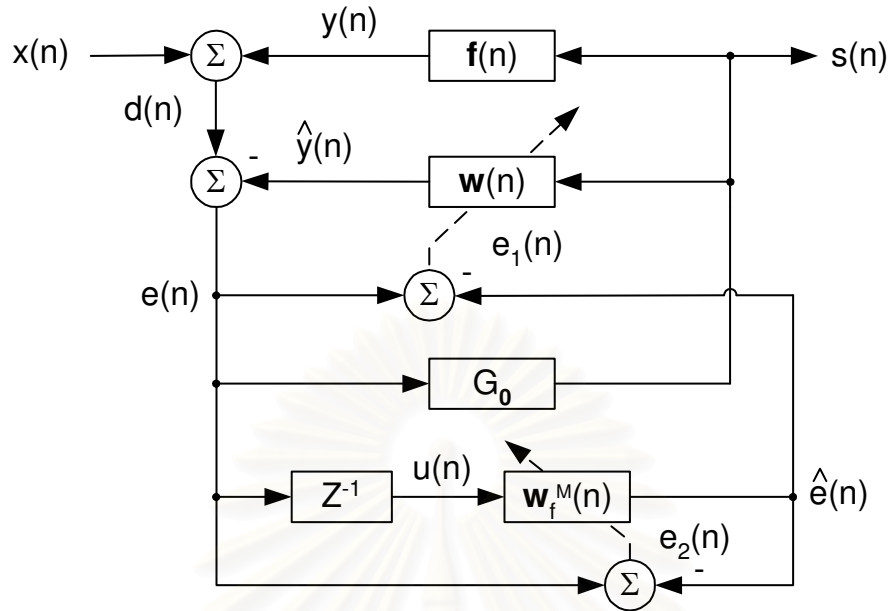 y(n)
x(n) Σ f(n) s(n)
d(n)
Σ - ŷ(n) w(n)
e₁(n)
e(n) Σ -
G₀
u(n)
Z⁻¹ w_f^M(n) ê(n)
e₂(n)
Σ -